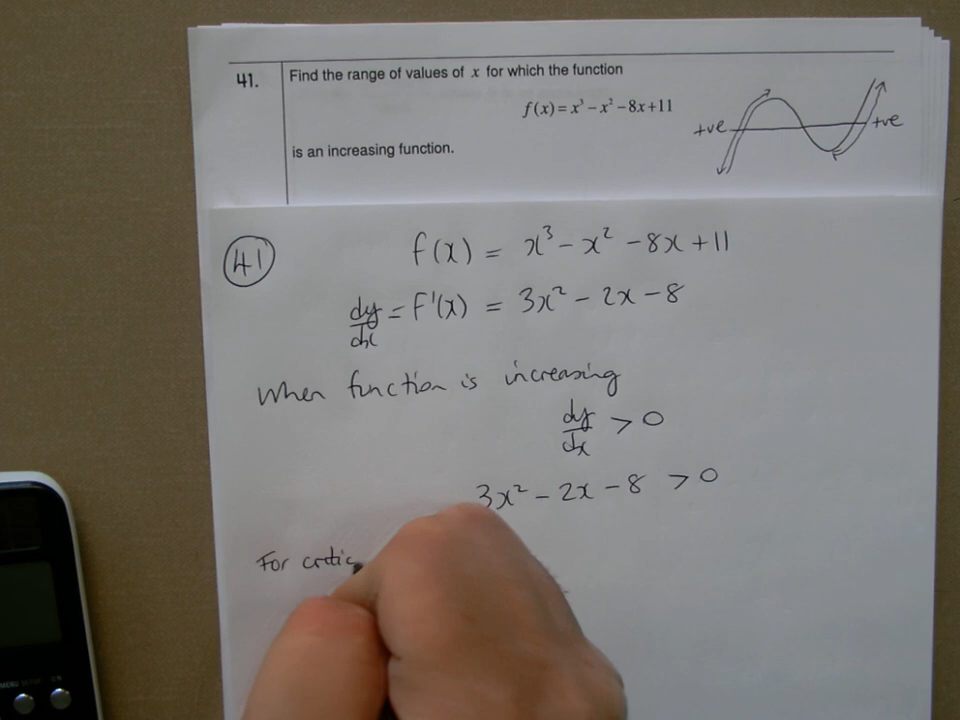 41. Find the range of values of x for which the function
f(x)=x³-x²-8x+11
+ve
+ve
is an increasing function.
41
f(x) = x³ - x² - 8x + 11
dy/dx = f'(x) = 3x² - 2x - 8
When function is increasing
dy/dx > 0
3x² - 2x - 8 > 0
For critic